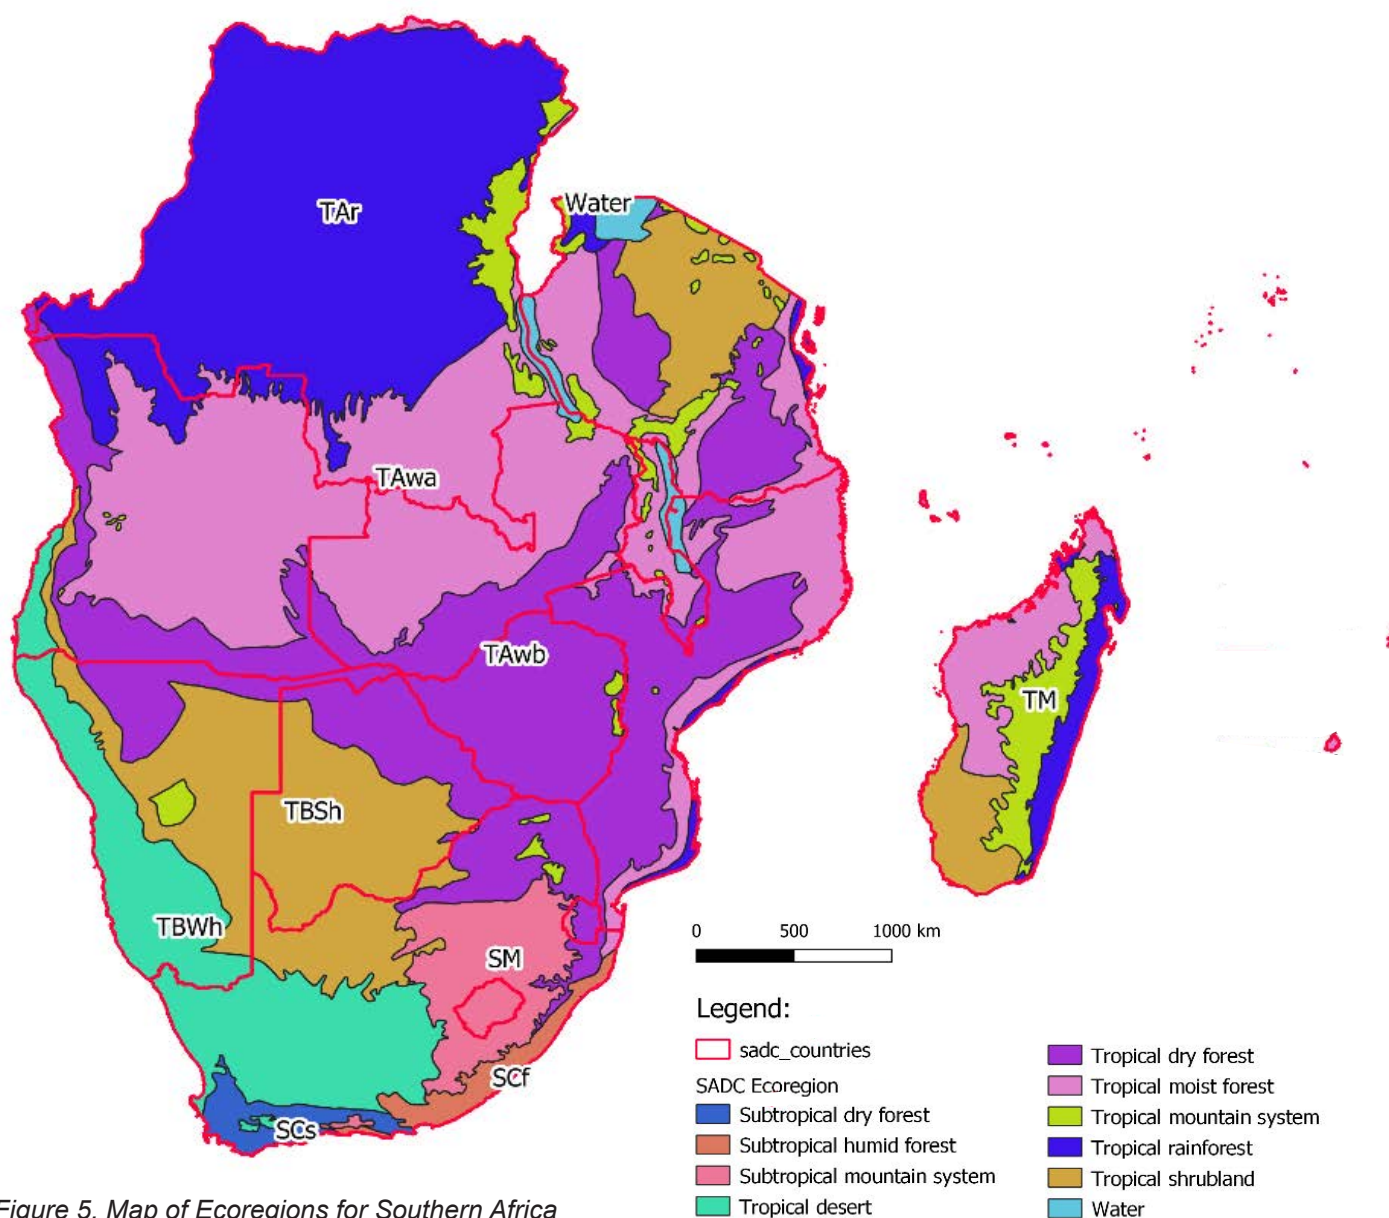 Water
TAr
TAwa
TAwb
TM
TBSh
TBWh
SM
SCf
SCs
0 500 1000 km
Legend:
sadc_countries
SADC Ecoregion
Subtropical dry forest
Subtropical humid forest
Subtropical mountain system
Tropical desert
Tropical dry forest
Tropical moist forest
Tropical mountain system
Tropical rainforest
Tropical shrubland
Water
Figure 5. Map of Ecoregions for Southern Africa